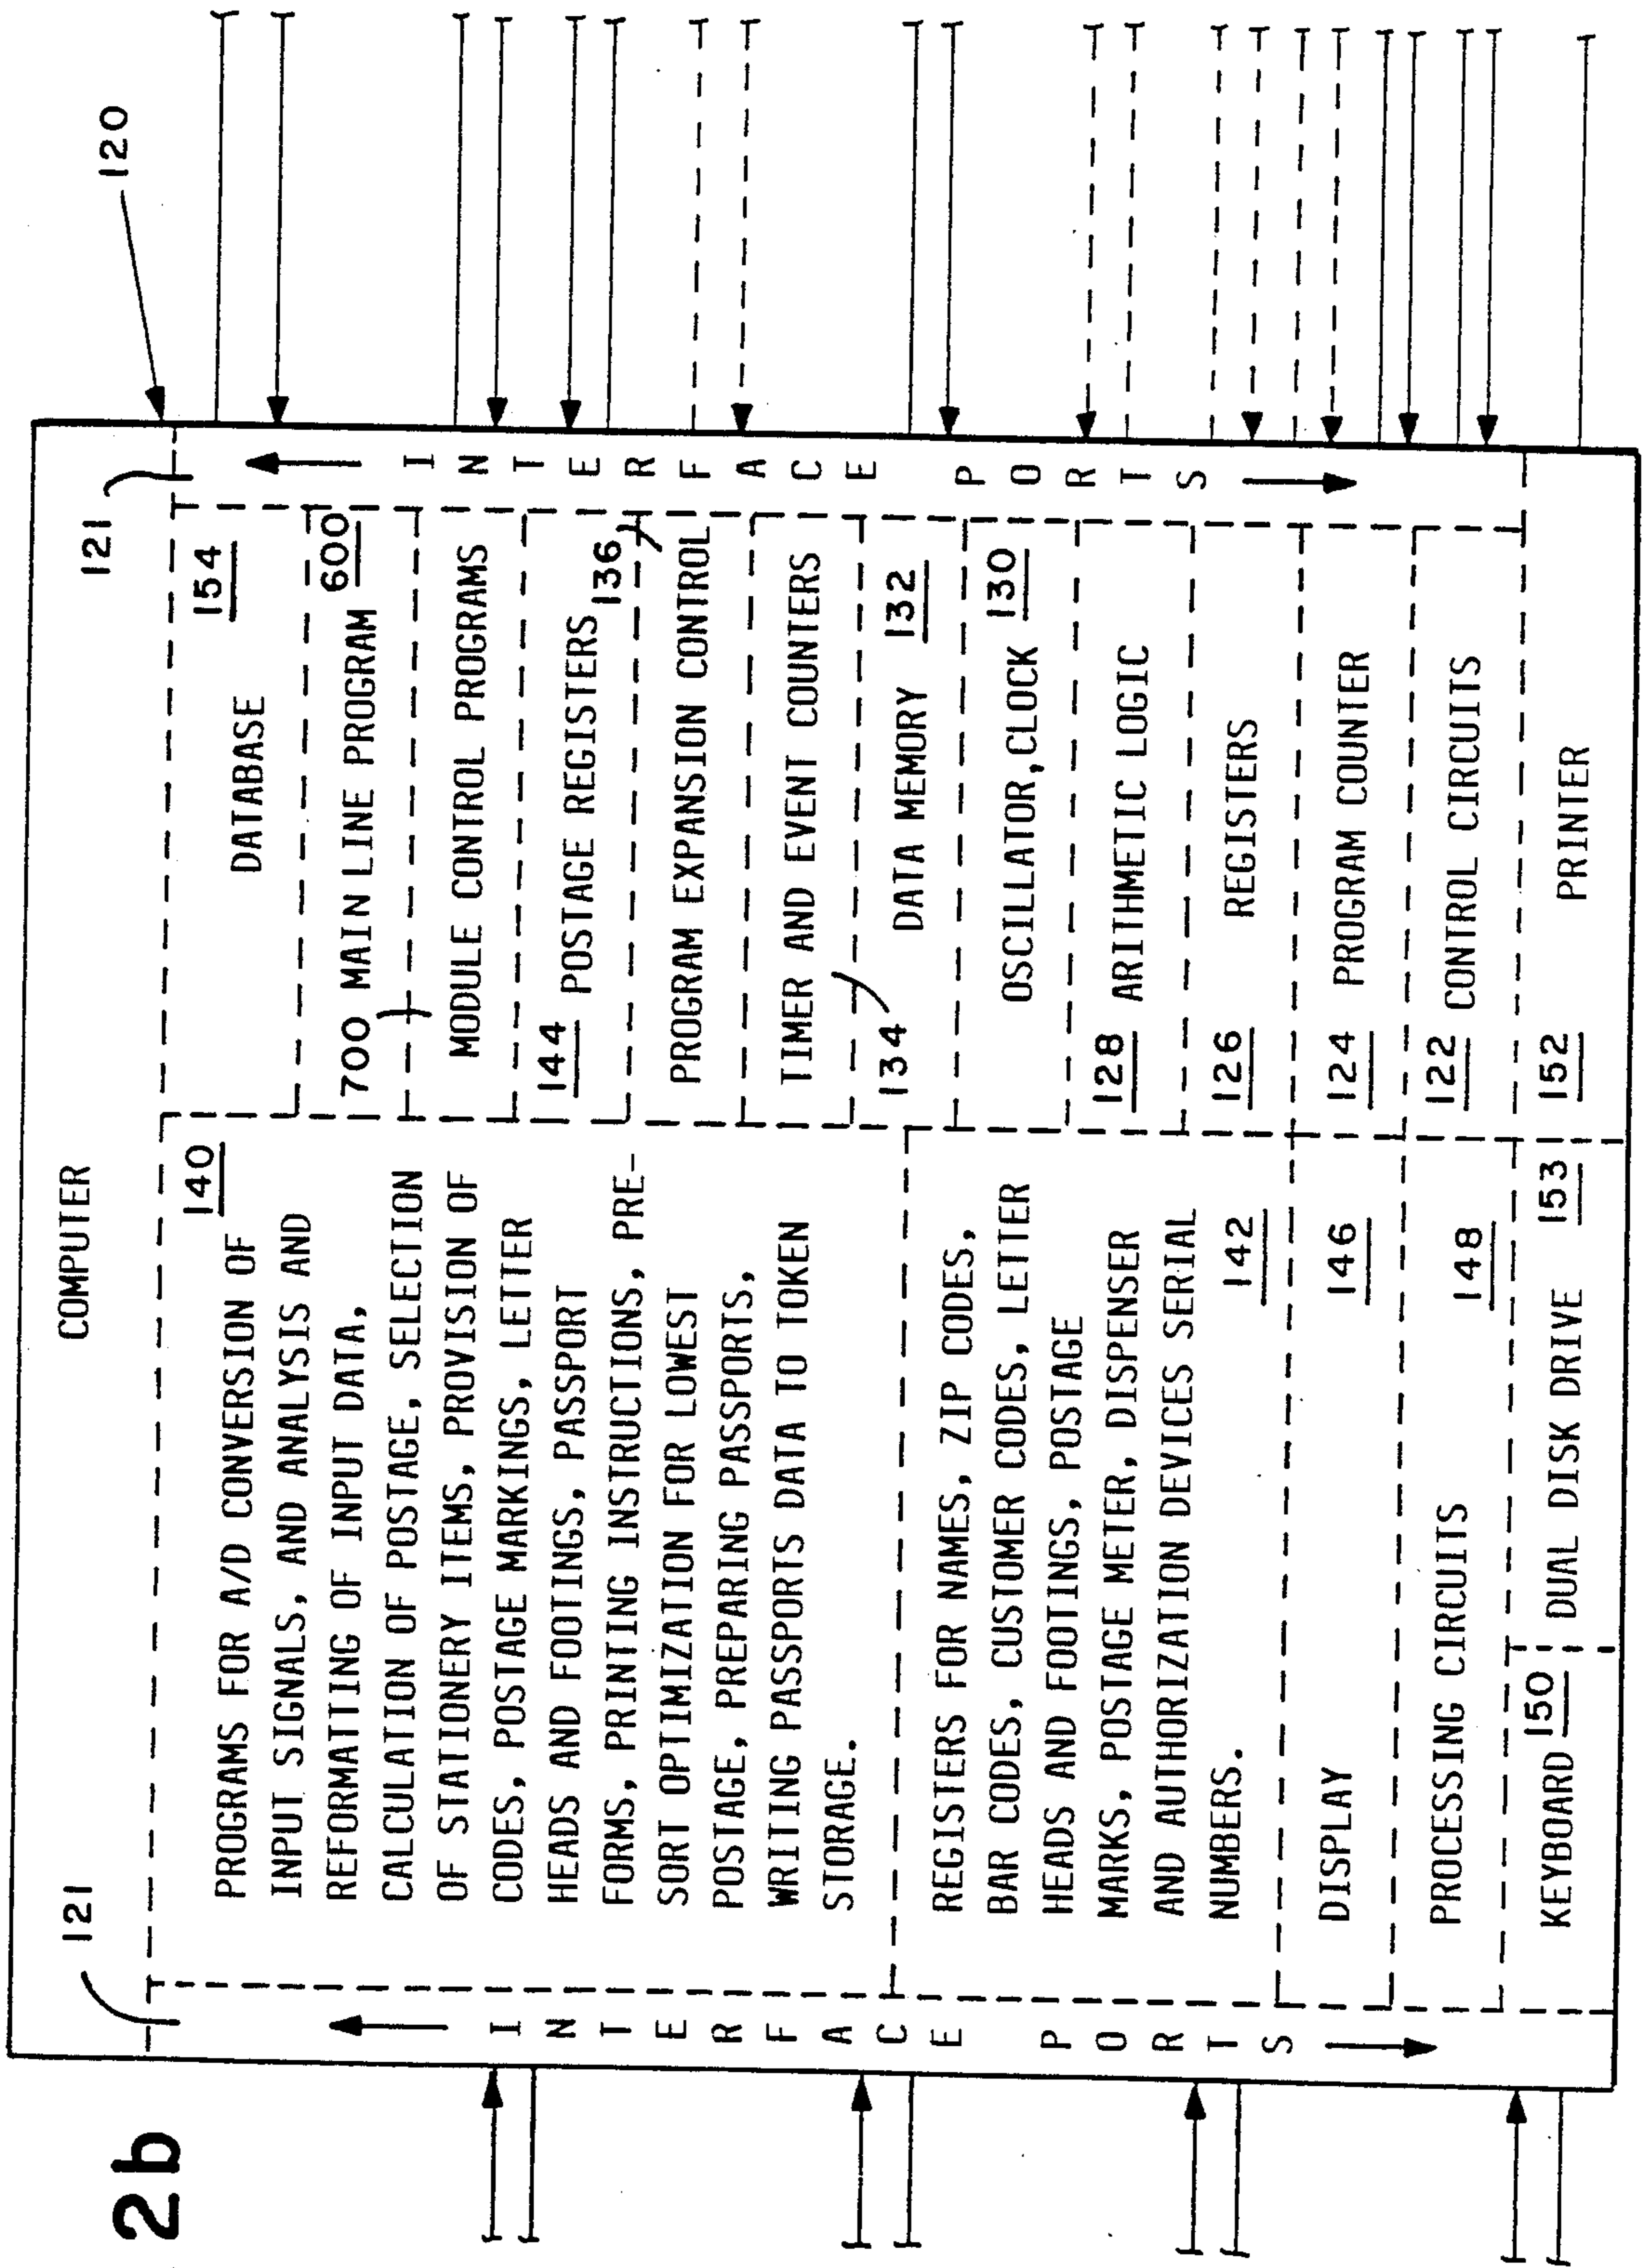 2b
COMPUTER
120
121
121
INTERFACE PORTS
140
PROGRAMS FOR A/D CONVERSION OF
INPUT SIGNALS, AND ANALYSIS AND
REFORMATTING OF INPUT DATA,
CALCULATION OF POSTAGE, SELECTION
OF STATIONERY ITEMS, PROVISION OF
CODES, POSTAGE MARKINGS, LETTER
HEADS AND FOOTINGS, PASSPORT
FORMS, PRINTING INSTRUCTIONS, PRE-
SORT OPTIMIZATION FOR LOWEST
POSTAGE, PREPARING PASSPORTS,
WRITING PASSPORTS DATA TO TOKEN
STORAGE.
REGISTERS FOR NAMES, ZIP CODES,
BAR CODES, CUSTOMER CODES, LETTER
HEADS AND FOOTINGS, POSTAGE
MARKS, POSTAGE METER, DISPENSER
AND AUTHORIZATION DEVICES SERIAL
NUMBERS. 142
DISPLAY 146
PROCESSING CIRCUITS 148
KEYBOARD 150
DUAL DISK DRIVE 153
DATABASE 154
700 MAIN LINE PROGRAM 600
MODULE CONTROL PROGRAMS
144 POSTAGE REGISTERS 136
PROGRAM EXPANSION CONTROL
TIMER AND EVENT COUNTERS
134 DATA MEMORY 132
OSCILLATOR, CLOCK 130
128 ARITHMETIC LOGIC
126 REGISTERS
124 PROGRAM COUNTER
122 CONTROL CIRCUITS
152 PRINTER
INTERFACE PORTS